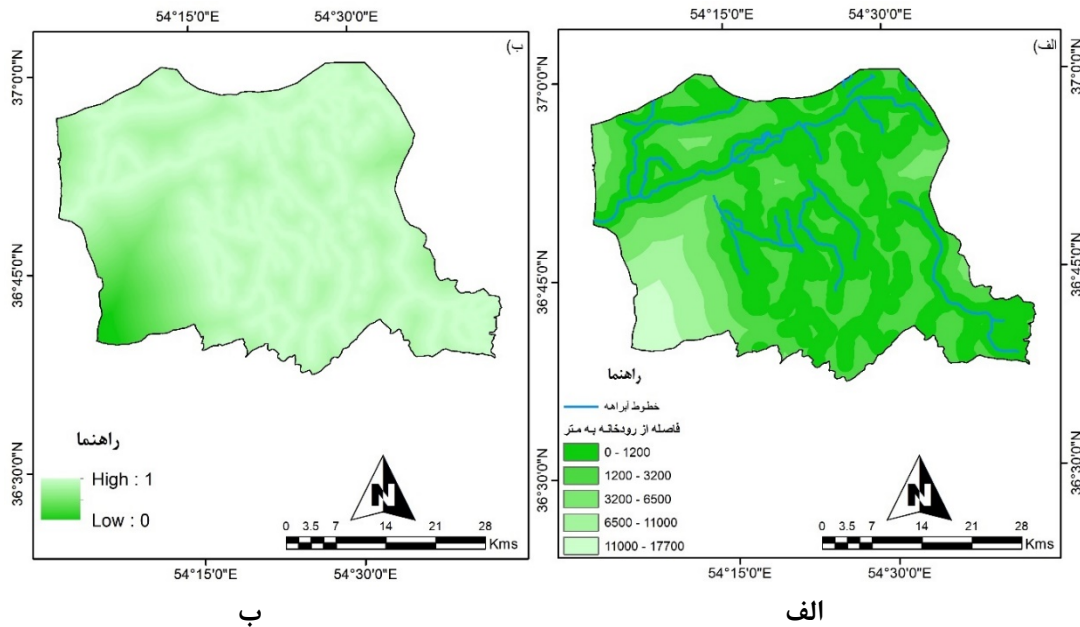 54°15'0"E 54°30'0"E
الف)
37°0'0"N 37°0'0"N
36°45'0"N 36°45'0"N
36°30'0"N 36°30'0"N
راهنما
خطوط آبراهه
فاصله از رودخانه به متر
0 - 1200
1200 - 3200
3200 - 6500
6500 - 11000
11000 - 17700
N
0 3.5 7 14 21 28
Kms
54°15'0"E 54°30'0"E
الف
54°15'0"E 54°30'0"E
ب)
37°0'0"N
36°45'0"N
36°30'0"N
راهنما
High : 1
Low : 0
N
0 3.5 7 14 21 28
Kms
54°15'0"E 54°30'0"E
ب